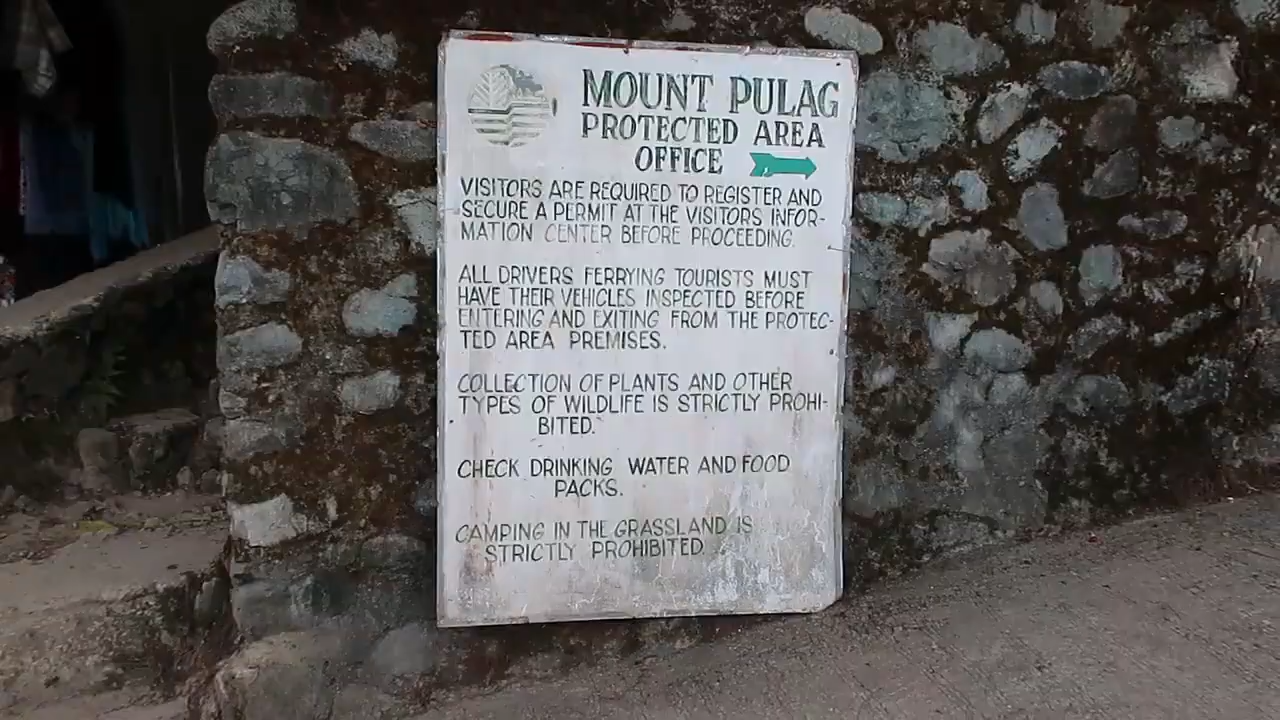 MOUNT PULAG
PROTECTED AREA
OFFICE
VISITORS ARE REQUIRED TO REGISTER AND
SECURE A PERMIT AT THE VISITORS INFOR-
MATION CENTER BEFORE PROCEEDING.
ALL DRIVERS FERRYING TOURISTS MUST
HAVE THEIR VEHICLES INSPECTED BEFORE
ENTERING AND EXITING FROM THE PROTEC-
TED AREA PREMISES.
COLLECTION OF PLANTS AND OTHER
TYPES OF WILDLIFE IS STRICTLY PROHI-
BITED.
CHECK DRINKING WATER AND FOOD
PACKS.
CAMPING IN THE GRASSLAND IS
STRICTLY PROHIBITED.